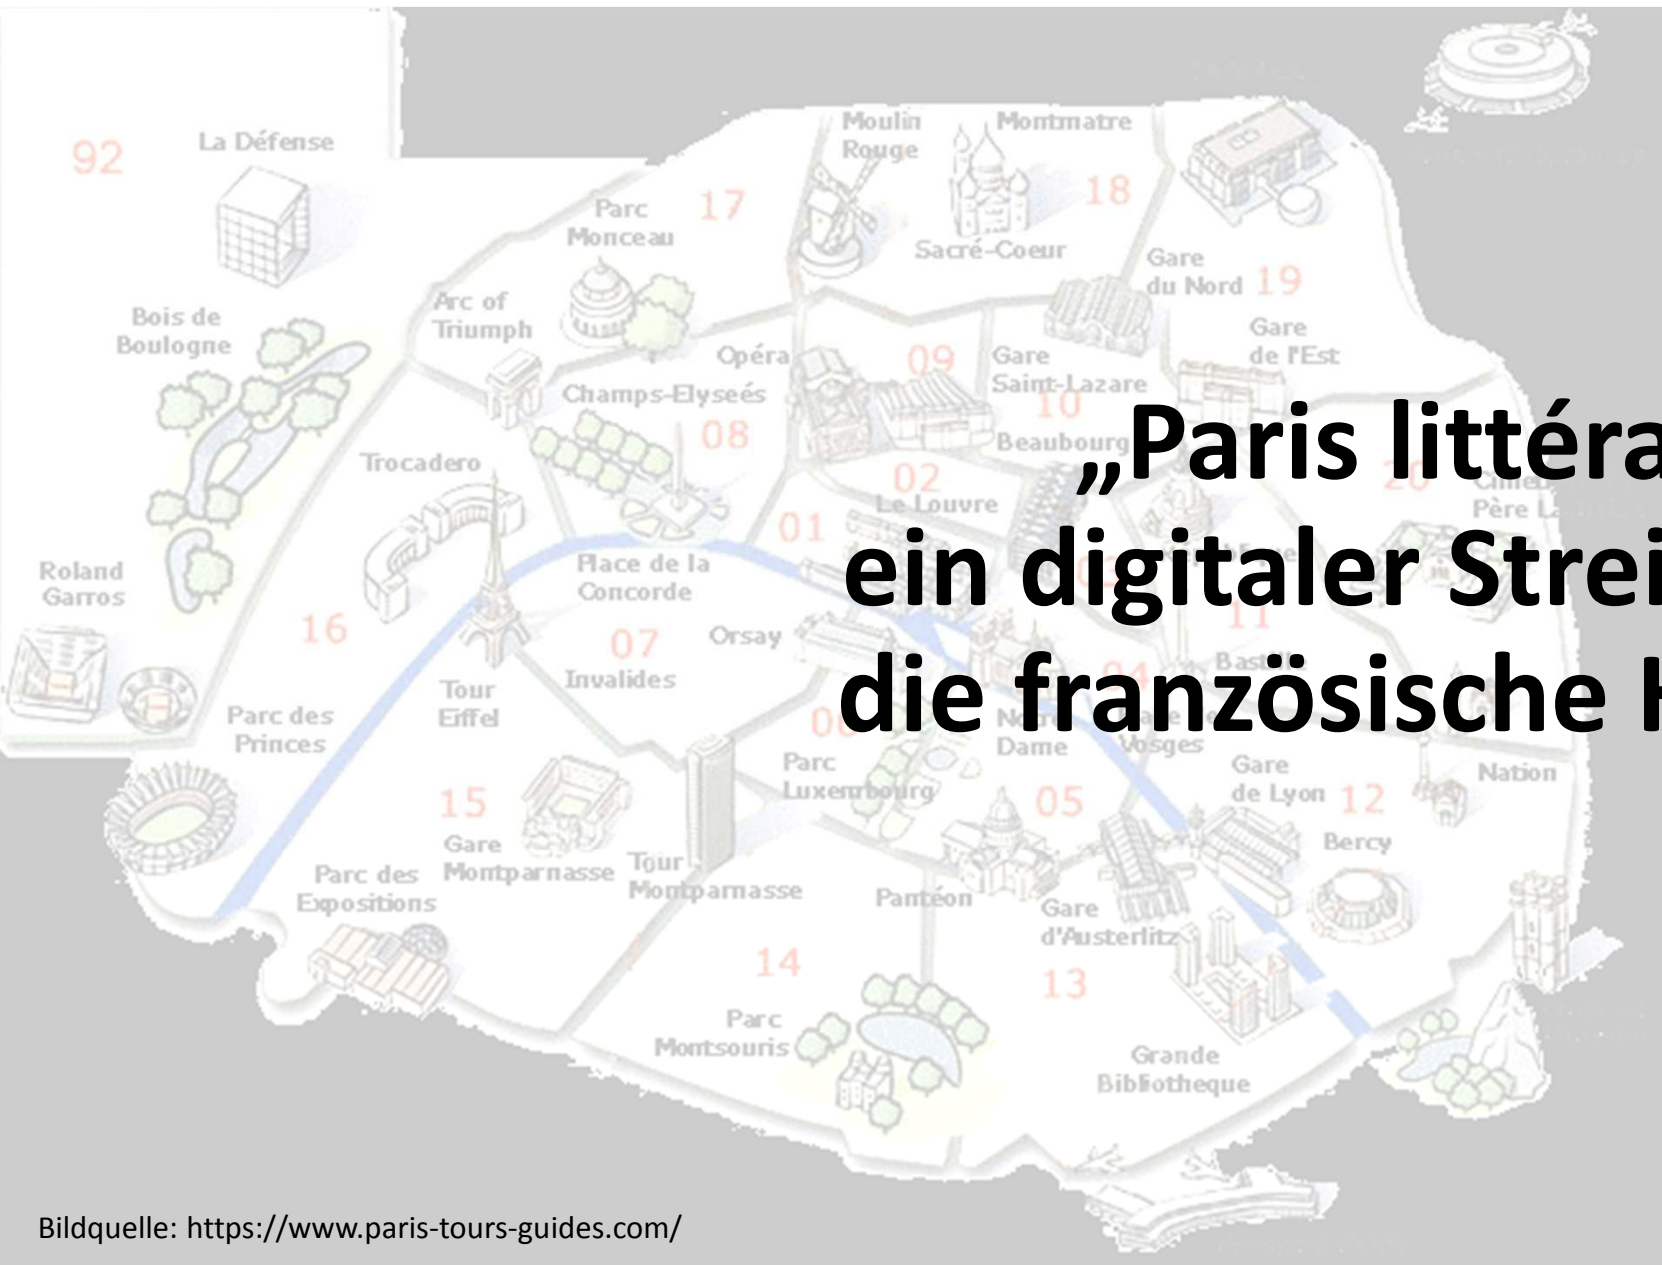 92
La Défense
Moulin
Rouge
Montmatre
17
18
Parc
Monceau
Sacré-Coeur
Gare
du Nord
19
Arc of
Triumph
Bois de
Boulogne
Gare
de l'Est
Opéra
09
Gare
Saint-Lazare
Champs-Elyseés
10
08
Beaubourg
„Paris littéra
Trocadero
02
20
Le Louvre
Père
01
ein digitaler Strei
Place de la
Concorde
Roland
Garros
16
07
Orsay
11
Invalides
04
die französische H
Tour
Eiffel
Parc des
Princes
Dame
Vosges
Parc
Luxembourg
Gare
de Lyon
12
Nation
15
05
Gare
Montparnasse
Tour
Montparnasse
Bercy
Parc des
Expositions
Pantéon
Gare
d'Austerlitz
14
13
Parc
Montsouris
Grande
Bibliotheque
Bildquelle: https://www.paris-tours-guides.com/